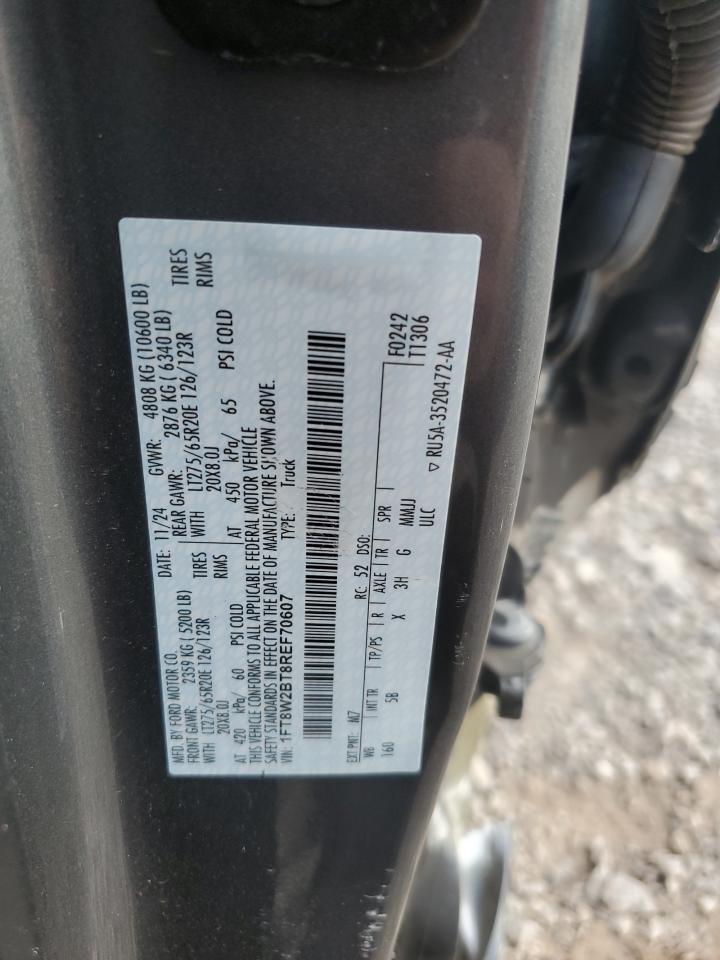 MFD. BY FORD MOTOR CO. DATE: 11/24 GVWR: 4808 KG (10600 LB)
FRONT GAWR: 2359 KG ( 5200 LB) REAR GAWR: 2876 KG ( 6340 LB)
WITH LT275/65R20E 126/123R TIRES WITH LT275/65R20E 126/123R TIRES
20X8.0J RIMS 20X8.0J RIMS
AT 420 kPa/ 60 PSI COLD AT 450 kPa/ 65 PSI COLD
THIS VEHICLE CONFORMS TO ALL APPLICABLE FEDERAL MOTOR VEHICLE
SAFETY STANDARDS IN EFFECT ON THE DATE OF MANUFACTURE SHOWN ABOVE.
VIN: 1FT8W2BT8REF70607 TYPE: Truck
EXT PNT: M7 RC: 52 DSO: F0242
WB INT TR TP/PS R AXLE TR SPR T1306
160 5B X 3H G MMJJ
ULC
▽ RU5A-3520472-AA